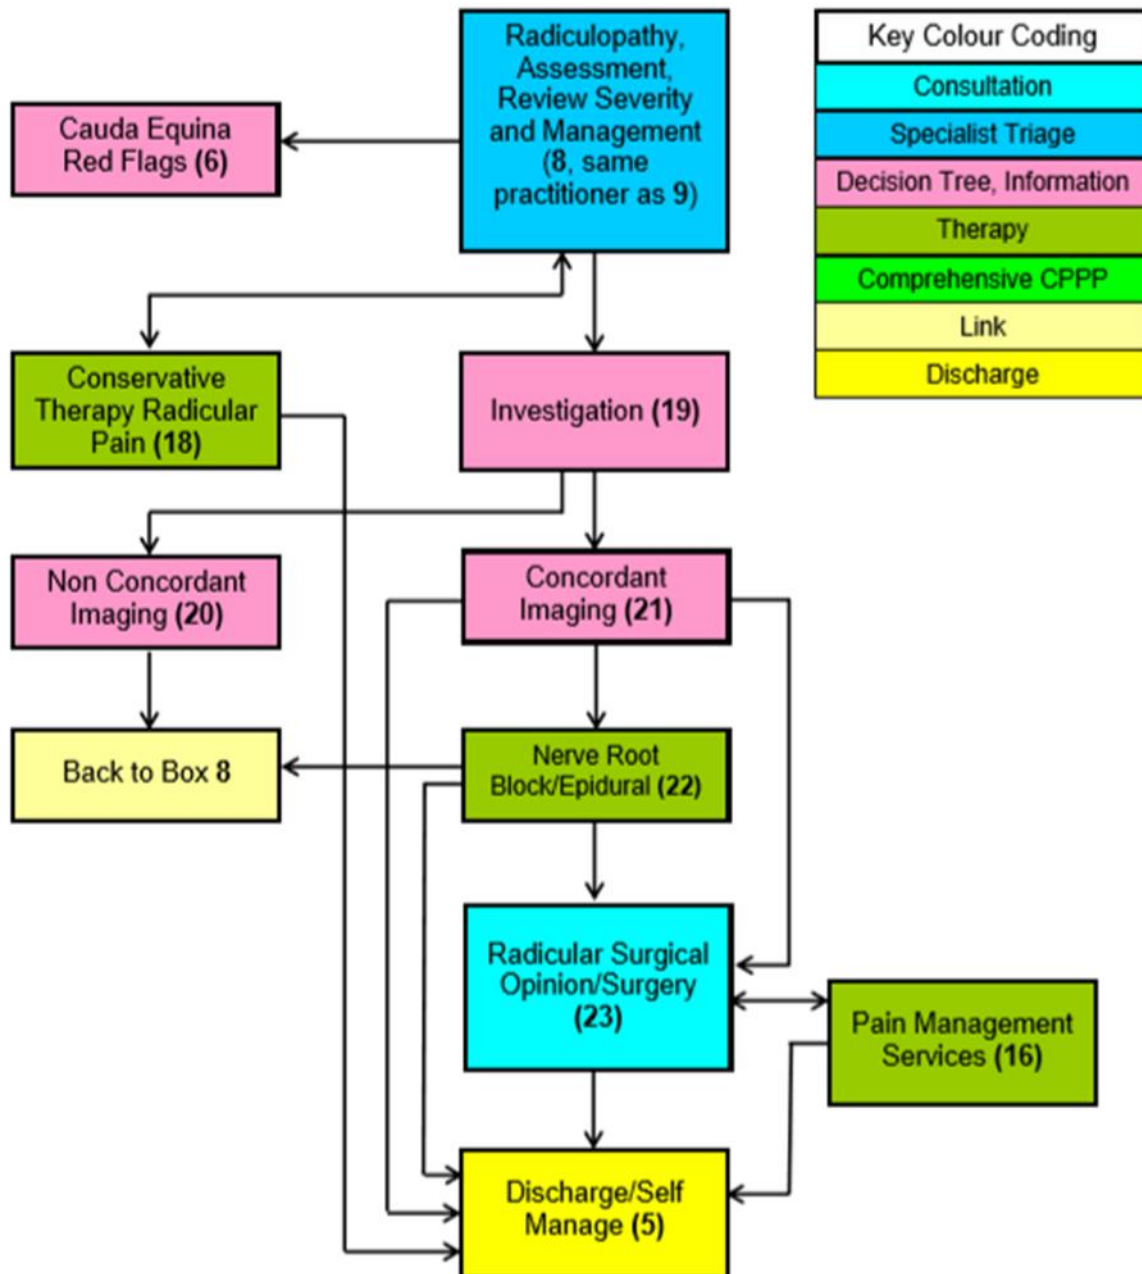 Radiculopathy,
Assessment,
Review Severity
and Management
(8, same
practitioner as 9)
Key Colour Coding
Consultation
Specialist Triage
Decision Tree, Information
Therapy
Comprehensive CPPP
Link
Discharge
Cauda Equina
Red Flags (6)
Conservative
Therapy Radicular
Pain (18)
Investigation (19)
Non Concordant
Imaging (20)
Concordant
Imaging (21)
Back to Box 8
Nerve Root
Block/Epidural (22)
Radicular Surgical
Opinion/Surgery
(23)
Pain Management
Services (16)
Discharge/Self
Manage (5)